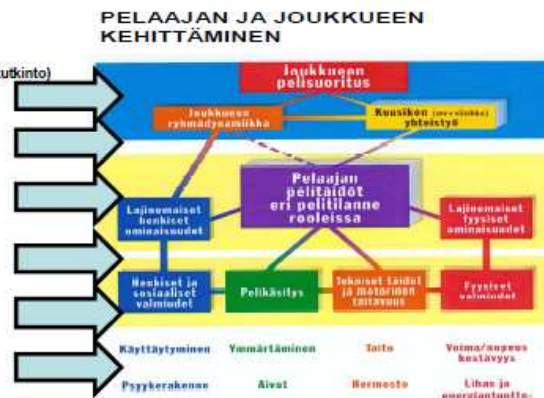 PELAAJAN JA JOUKKUEEN
KEHITTÄMINEN
utkinto)
Joukkueen
pelisuoritus
Joukkueen
ryhmädynamiikka
Kuusikon
yhteistyö
Pelaajan
pelitaidot
eri pelitilanne
rooleissa
Lajinomaiset
henkiset
ominaisuudet
Lajinomaiset
fyysiset
ominaisuudet
Henkiset ja
sosiaaliset
valmiudet
Pelikäsitys
Tekniset taidot
ja motorinen
taitavuus
Fyysiset
valmiudet
Käyttäytyminen
Ymmärtäminen
Taito
Voima/nopeus
kestävyys
Psyykerakenne
Aivot
Hermosto
Lihas ja
energiantuotto-